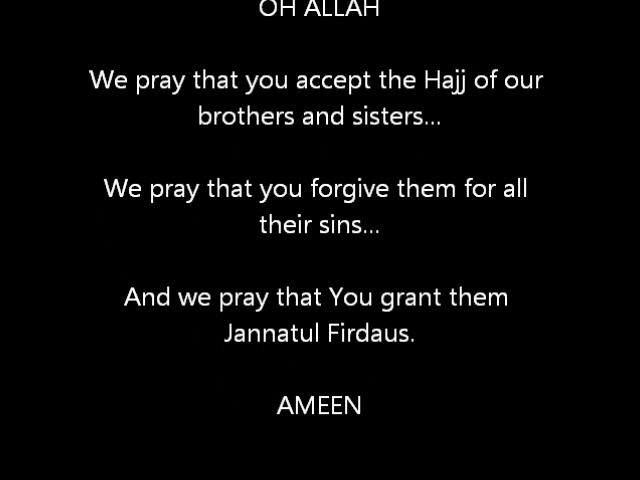 OH ALLAH
We pray that you accept the Hajj of our
brothers and sisters...
We pray that you forgive them for all
their sins...
And we pray that You grant them
Jannatul Firdaus.
AMEEN